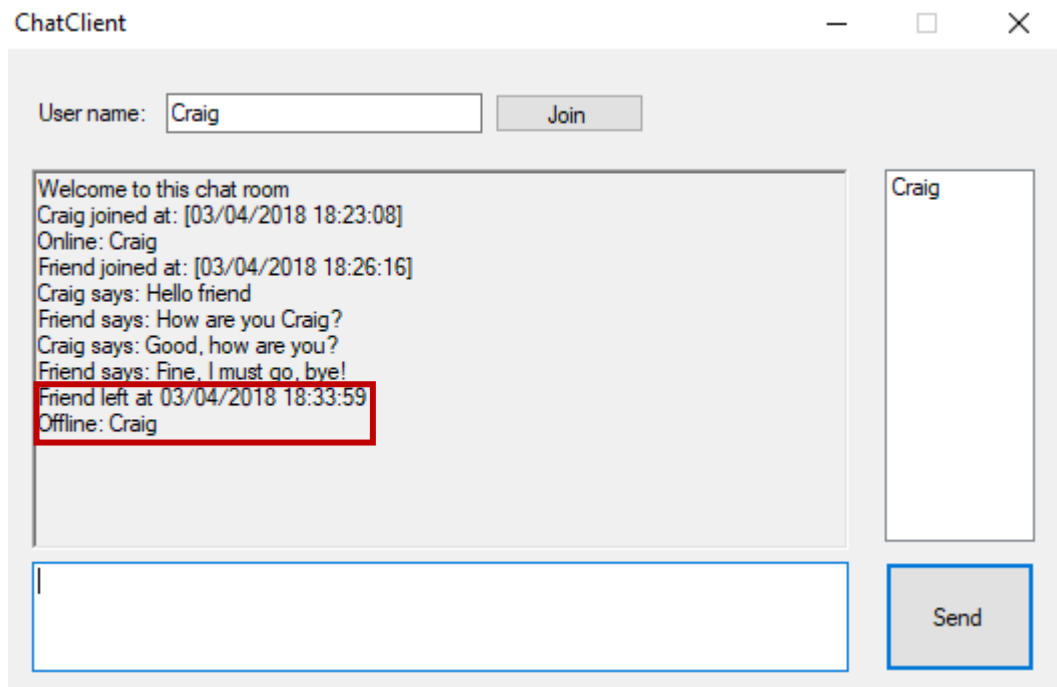 ChatClient
User name: Craig Join
Welcome to this chat room
Craig joined at: [03/04/2018 18:23:08]
Online: Craig
Friend joined at: [03/04/2018 18:26:16]
Craig says: Hello friend
Friend says: How are you Craig?
Craig says: Good, how are you?
Friend says: Fine, I must go, bye!
Friend left at 03/04/2018 18:33:59
Offline: Craig
Craig
Send